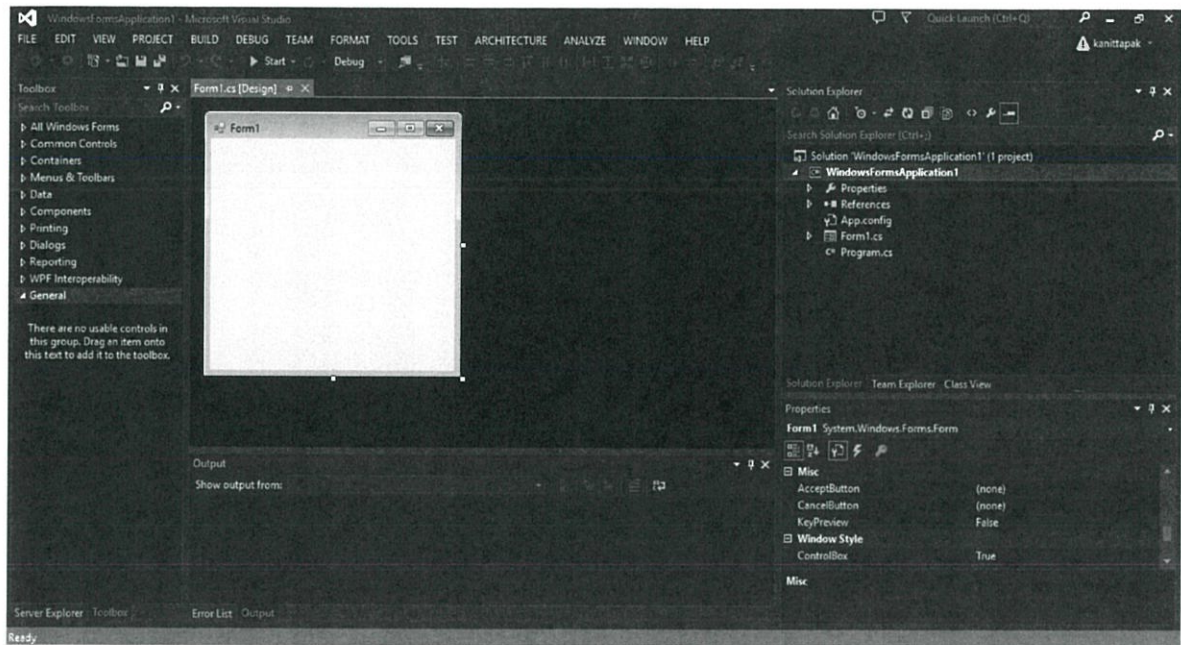 WindowsFormsApplication1 - Microsoft Visual Studio
Quick Launch (Ctrl+Q)
FILE EDIT VIEW PROJECT BUILD DEBUG TEAM FORMAT TOOLS TEST ARCHITECTURE ANALYZE WINDOW HELP
kanittapak
Start
Debug
Toolbox
Search Toolbox
All Windows Forms
Common Controls
Containers
Menus & Toolbars
Data
Components
Printing
Dialogs
Reporting
WPF Interoperability
General
There are no usable controls in
this group. Drag an item onto
this text to add it to the toolbox.
Server Explorer Toolbox
Form1.cs [Design]
Form1
Output
Show output from:
Error List Output
Solution Explorer
Search Solution Explorer (Ctrl+;)
Solution 'WindowsFormsApplication1' (1 project)
WindowsFormsApplication1
Properties
References
App.config
Form1.cs
C# Program.cs
Solution Explorer Team Explorer Class View
Properties
Form1 System.Windows.Forms.Form
Misc
AcceptButton (none)
CancelButton (none)
KeyPreview False
Window Style
ControlBox True
Misc
Ready